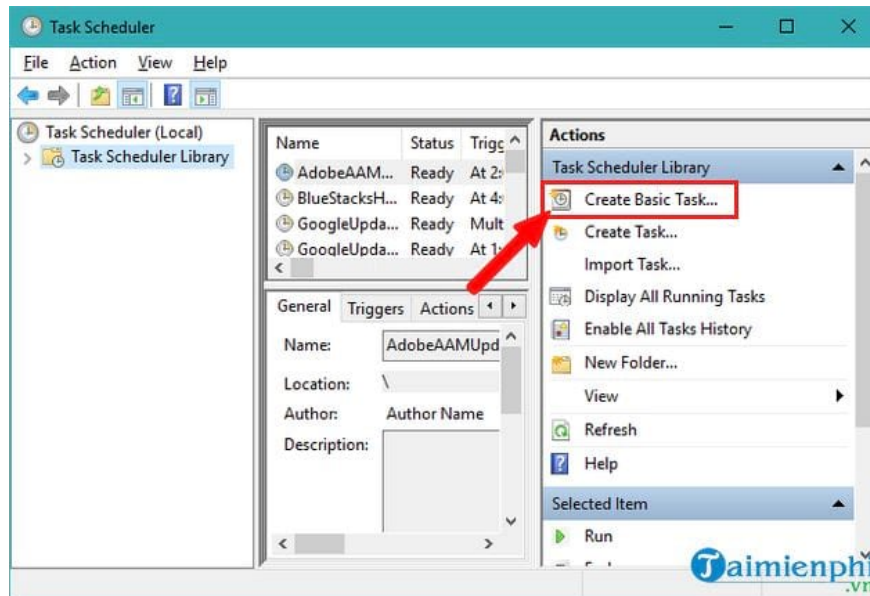 Task Scheduler
File Action View Help
Task Scheduler (Local)
Task Scheduler Library
Name Status Trigg
AdobeAAM... Ready At 2:
BlueStacksH... Ready At 4:
GoogleUpda... Ready Mult
GoogleUpda... Ready At 1:
General Triggers Actions
Name: AdobeAAMUpd
Location: \
Author: Author Name
Description:
Actions
Task Scheduler Library
Create Basic Task...
Create Task...
Import Task...
Display All Running Tasks
Enable All Tasks History
New Folder...
View
Refresh
Help
Selected Item
Run
Taimienphi
.vn